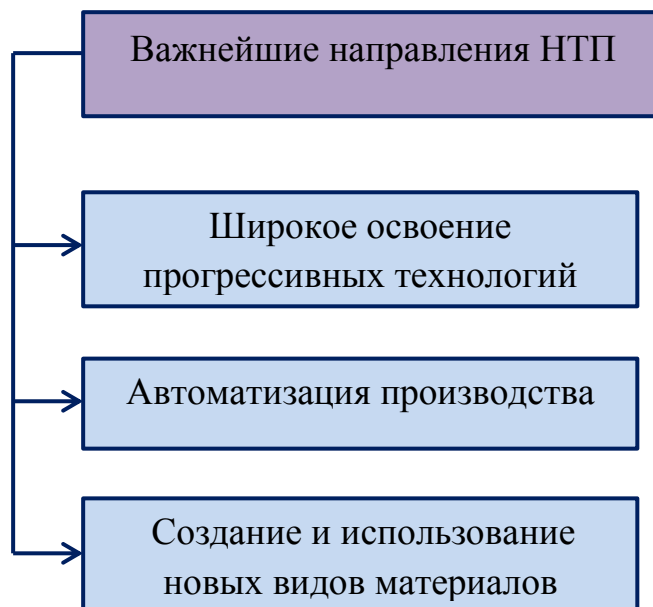 Важнейшие направления НТП
Широкое освоение
прогрессивных технологий
Автоматизация производства
Создание и использование
новых видов материалов